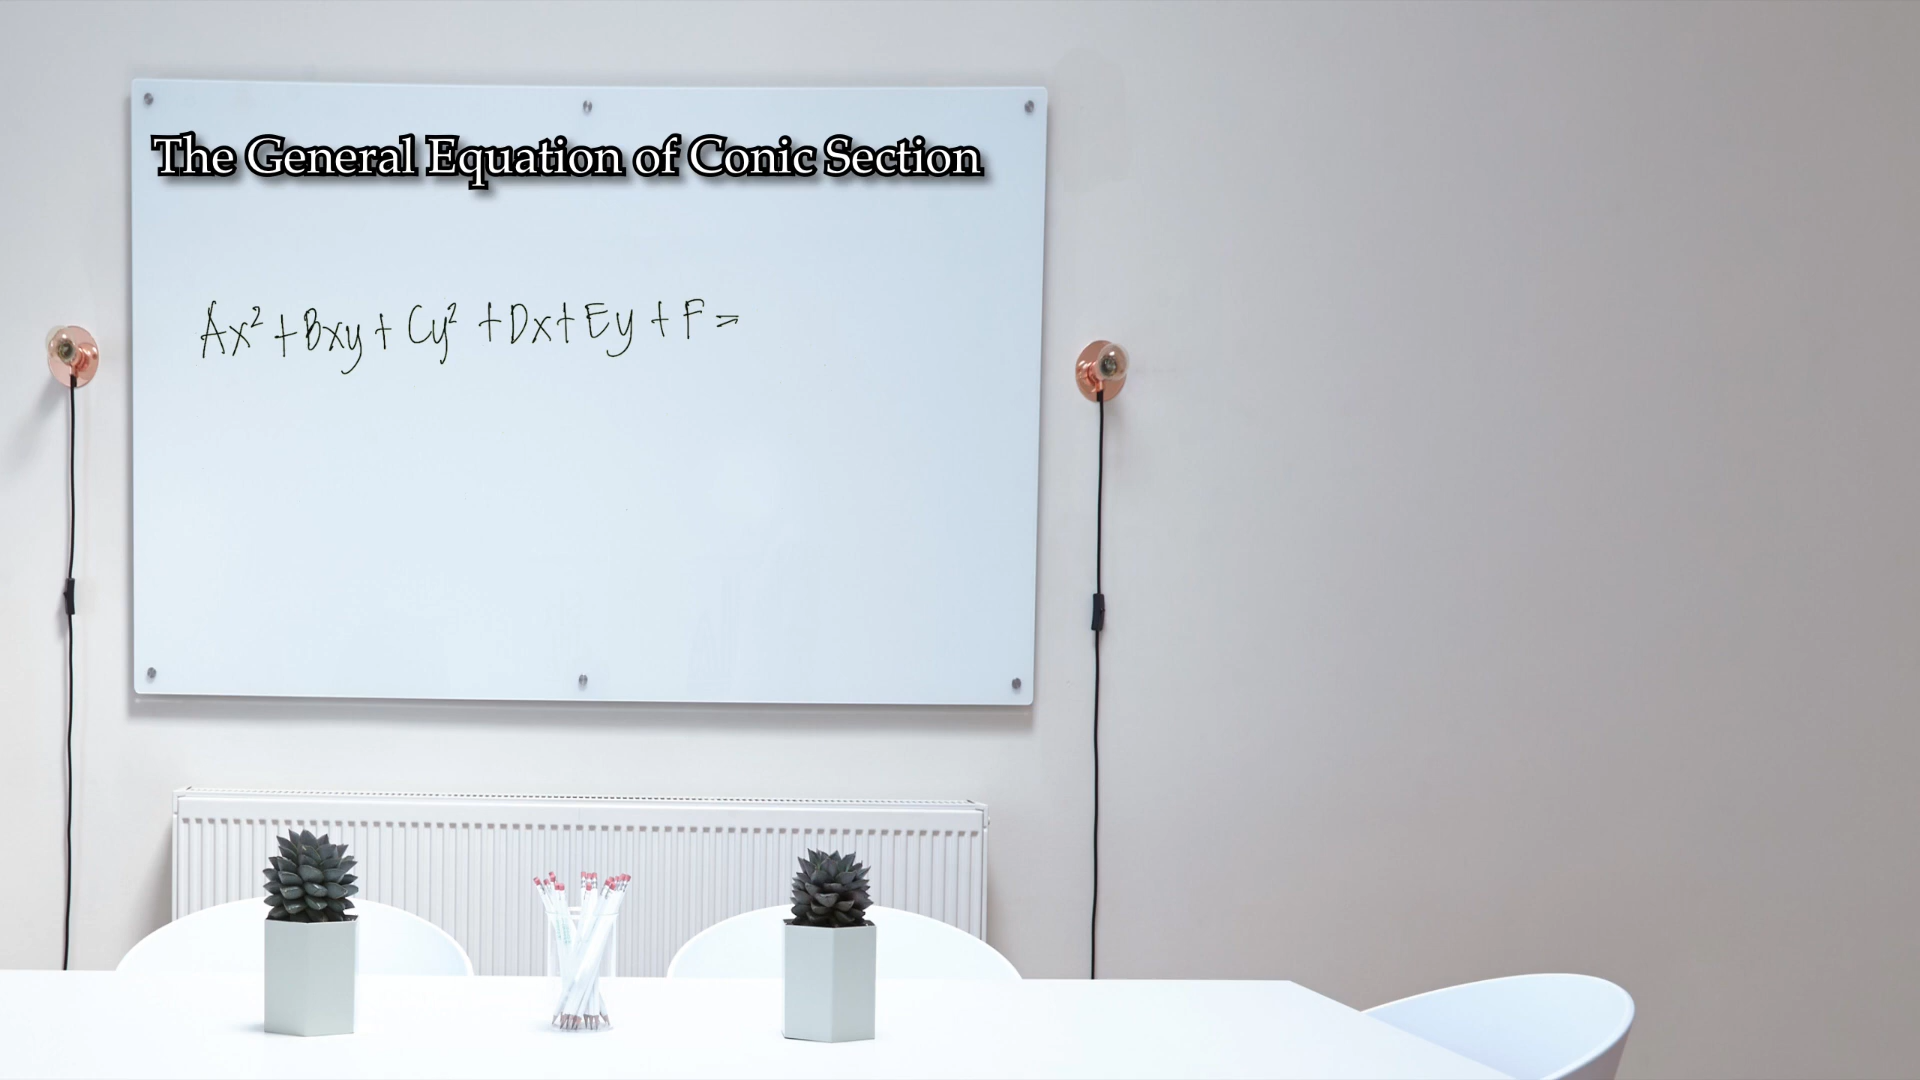 The General Equation of Conic Section
Ax² + Bxy + Cy² + Dx + Ey + F =